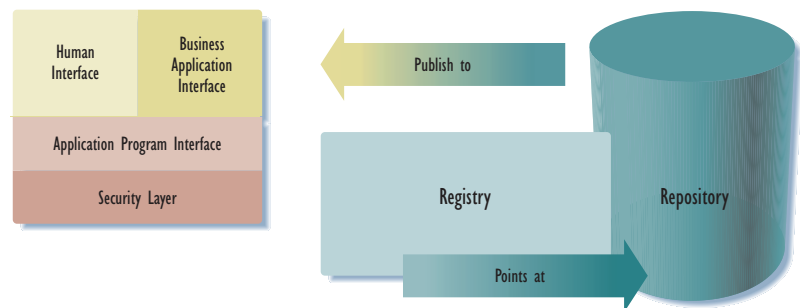 Human
Interface
Business
Application
Interface
Application Program Interface
Security Layer
Publish to
Registry
Repository
Points at